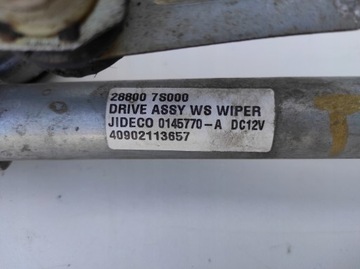 28800 7S000
DRIVE ASSY WS WIPER
JIDECO 0145770-A DC12V
40902113657